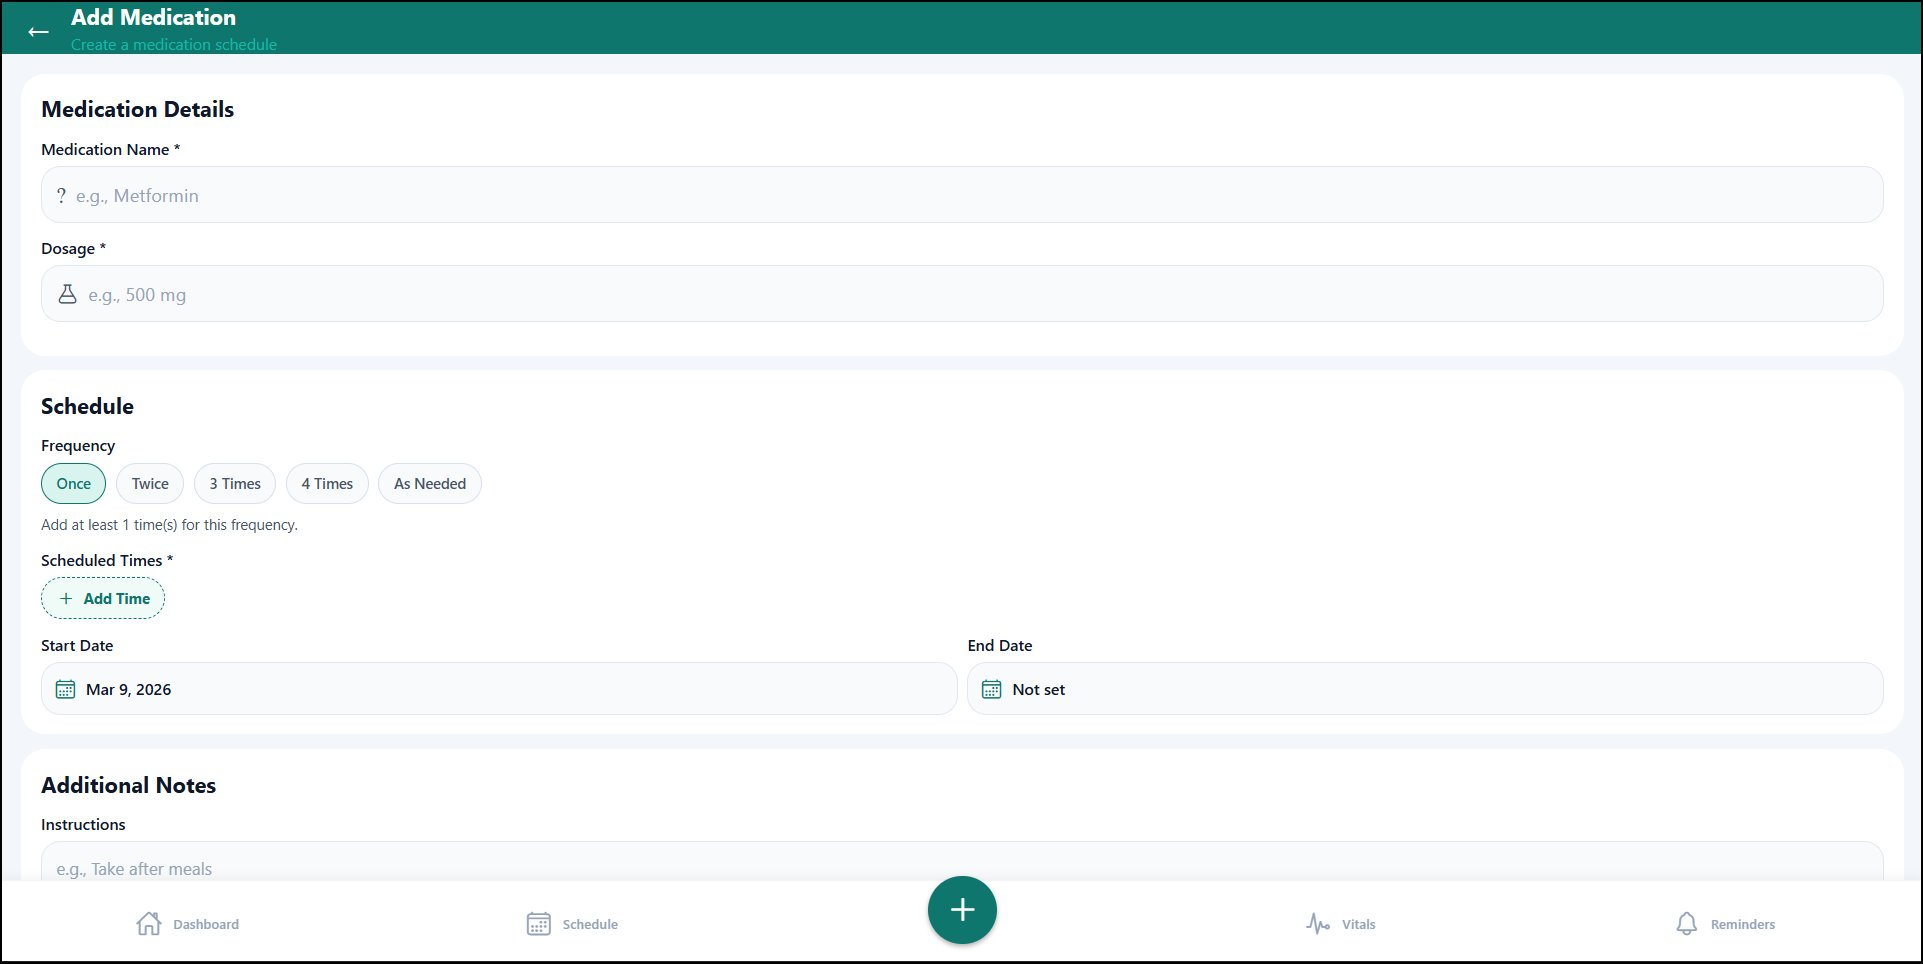 Add Medication
Create a medication schedule
Medication Details
Medication Name *
? e.g., Metformin
Dosage *
e.g., 500 mg
Schedule
Frequency
Once Twice 3 Times 4 Times As Needed
Add at least 1 time(s) for this frequency.
Scheduled Times *
+ Add Time
Start Date End Date
Mar 9, 2026 Not set
Additional Notes
Instructions
e.g., Take after meals
Dashboard Schedule + Vitals Reminders